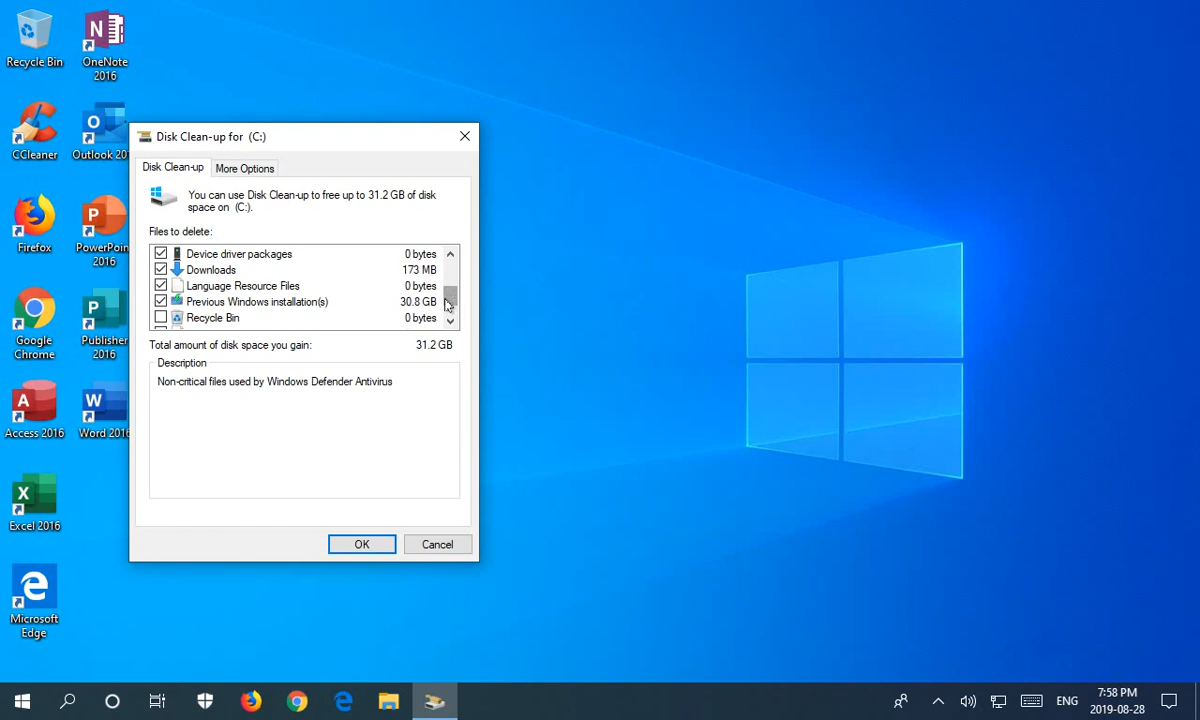 Recycle Bin
OneNote
2016
CCleaner
Outlook 20
Firefox
PowerPoin
2016
Google
Chrome
Publisher
2016
Access 2016
Word 2016
Excel 2016
Microsoft
Edge
Disk Clean-up for (C:)
Disk Clean-up
More Options
You can use Disk Clean-up to free up to 31.2 GB of disk
space on (C:).
Files to delete:
Device driver packages 0 bytes
Downloads 173 MB
Language Resource Files 0 bytes
Previous Windows installation(s) 30.8 GB
Recycle Bin 0 bytes
Total amount of disk space you gain: 31.2 GB
Description
Non-critical files used by Windows Defender Antivirus
OK
Cancel
ENG
7:58 PM
2019-08-28